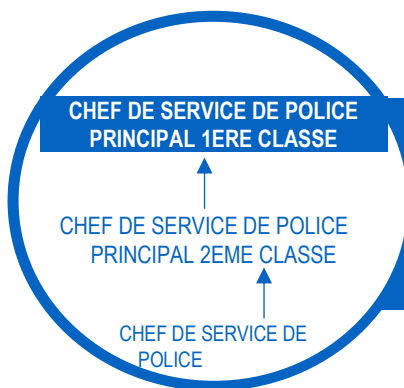 CHEF DE SERVICE DE POLICE
PRINCIPAL 1ERE CLASSE
CHEF DE SERVICE DE POLICE
PRINCIPAL 2EME CLASSE
CHEF DE SERVICE DE
POLICE